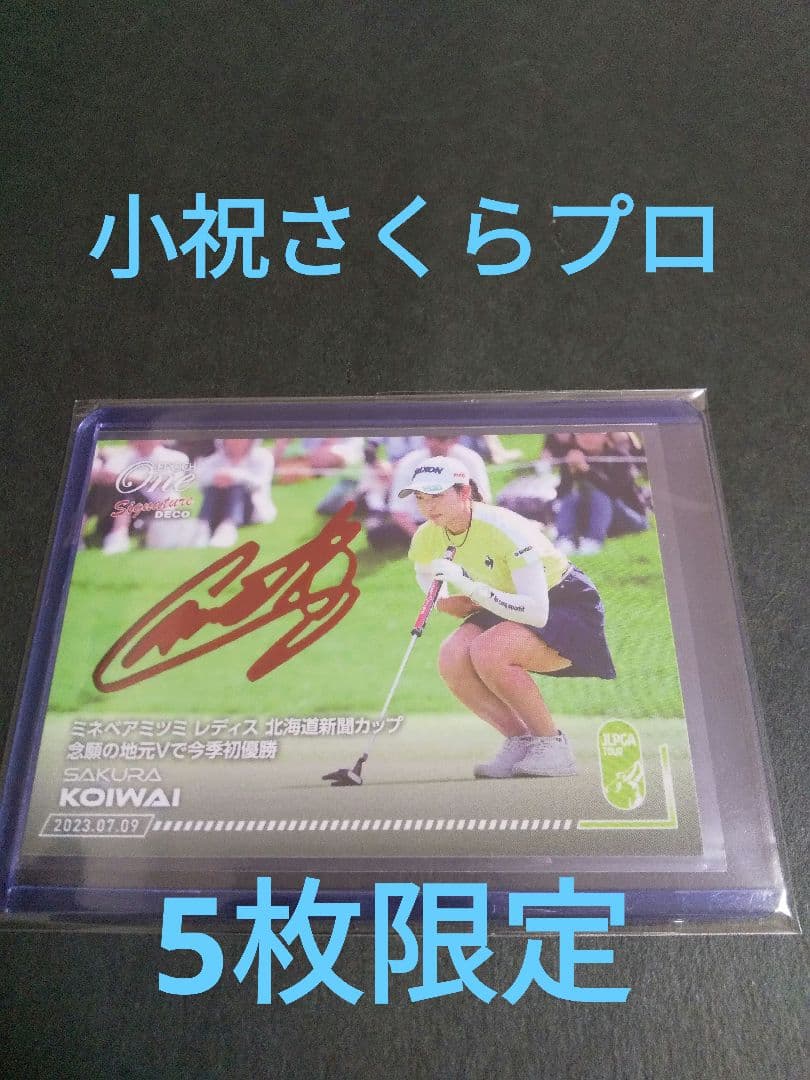 小祝さくらプロ
EPOCH
One
Signature
DECO
SRIXON
ミネベアミツミ レディス 北海道新聞カップ
念願の地元Vで今季初優勝
SAKURA
KOIWAI
2023.07.09
JLPGA
TOUR
5枚限定